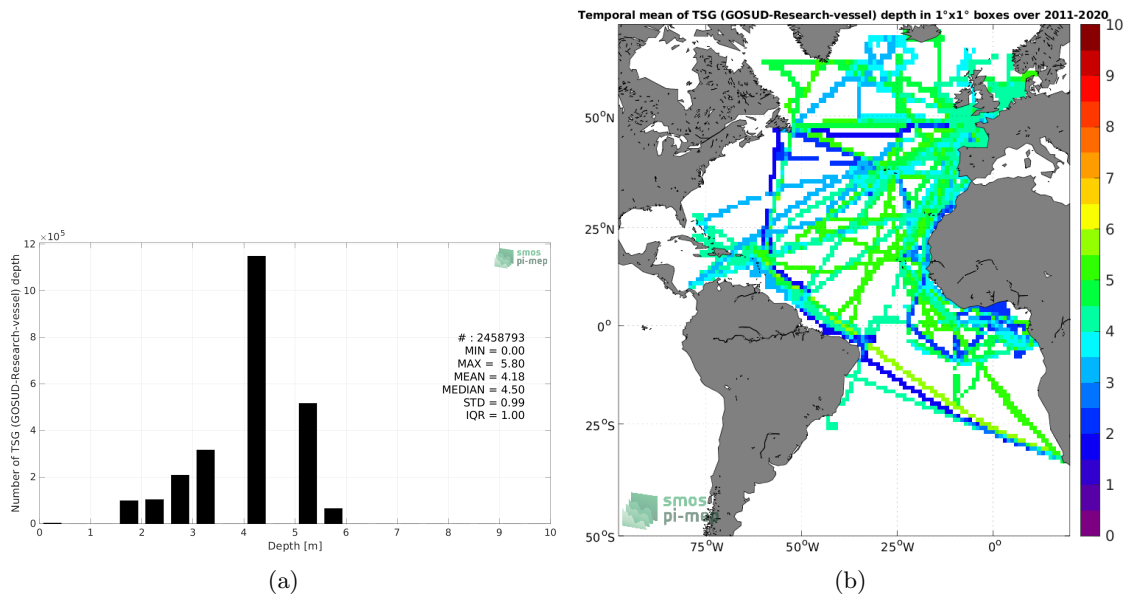 ×10⁵
12
10
8
6
4
2
0
Number of TSG (GOSUD-Research-vessel) depth
smos
pi-mep
# : 2458793
MIN = 0.00
MAX = 5.80
MEAN = 4.18
MEDIAN = 4.50
STD = 0.99
IQR = 1.00
0 1 2 3 4 5 6 7 8 9 10
Depth [m]
(a)
Temporal mean of TSG (GOSUD-Research-vessel) depth in 1°x1° boxes over 2011-2020
50°N
25°N
0°
25°S
50°S
75°W 50°W 25°W 0°
smos
pi-mep
10
9
8
7
6
5
4
3
2
1
0
(b)